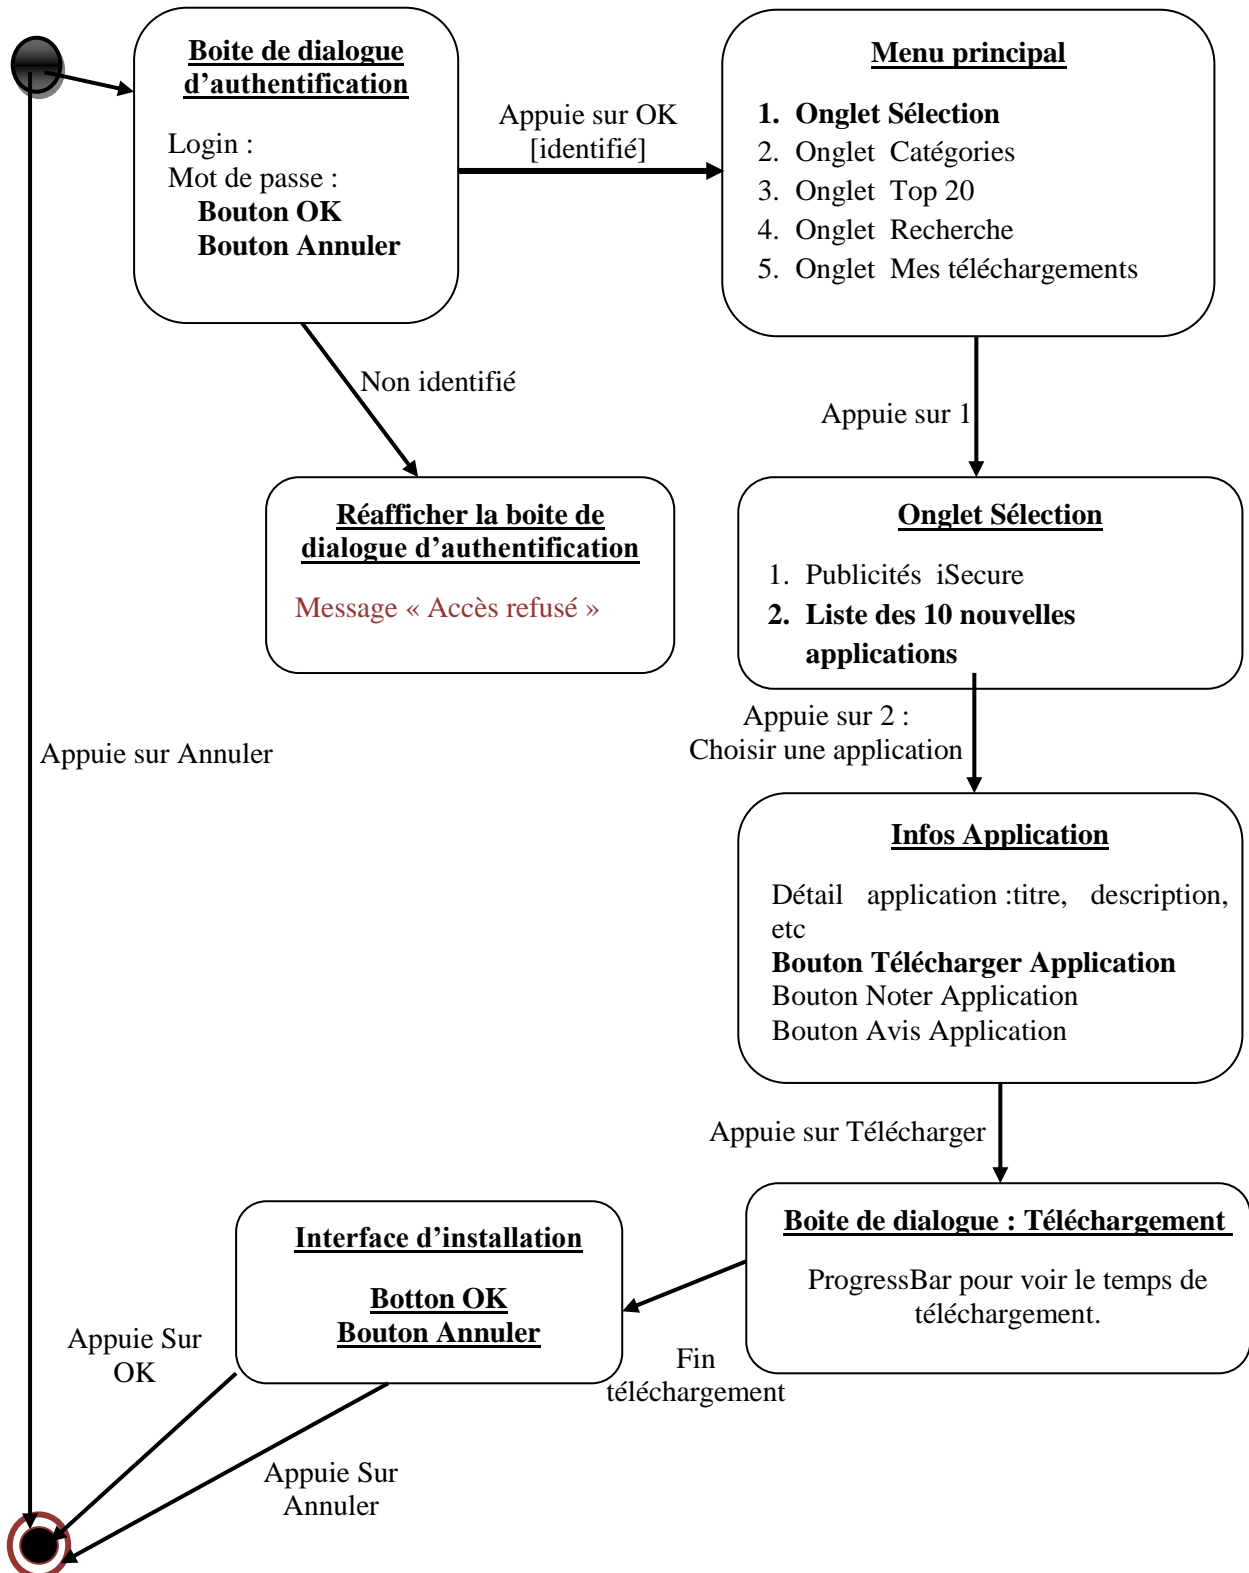 Boite de dialogue
d’authentification
Login :
Mot de passe :
Bouton OK
Bouton Annuler
Appuie sur OK
[identifié]
Menu principal
1. Onglet Sélection
2. Onglet Catégories
3. Onglet Top 20
4. Onglet Recherche
5. Onglet Mes téléchargements
Non identifié
Appuie sur 1
Réafficher la boite de
dialogue d’authentification
Message « Accès refusé »
Onglet Sélection
1. Publicités iSecure
2. Liste des 10 nouvelles
applications
Appuie sur Annuler
Appuie sur 2 :
Choisir une application
Infos Application
Détail application :titre, description,
etc
Bouton Télécharger Application
Bouton Noter Application
Bouton Avis Application
Appuie sur Télécharger
Boite de dialogue : Téléchargement
ProgressBar pour voir le temps de
téléchargement.
Interface d’installation
Botton OK
Bouton Annuler
Fin
téléchargement
Appuie Sur
OK
Appuie Sur
Annuler